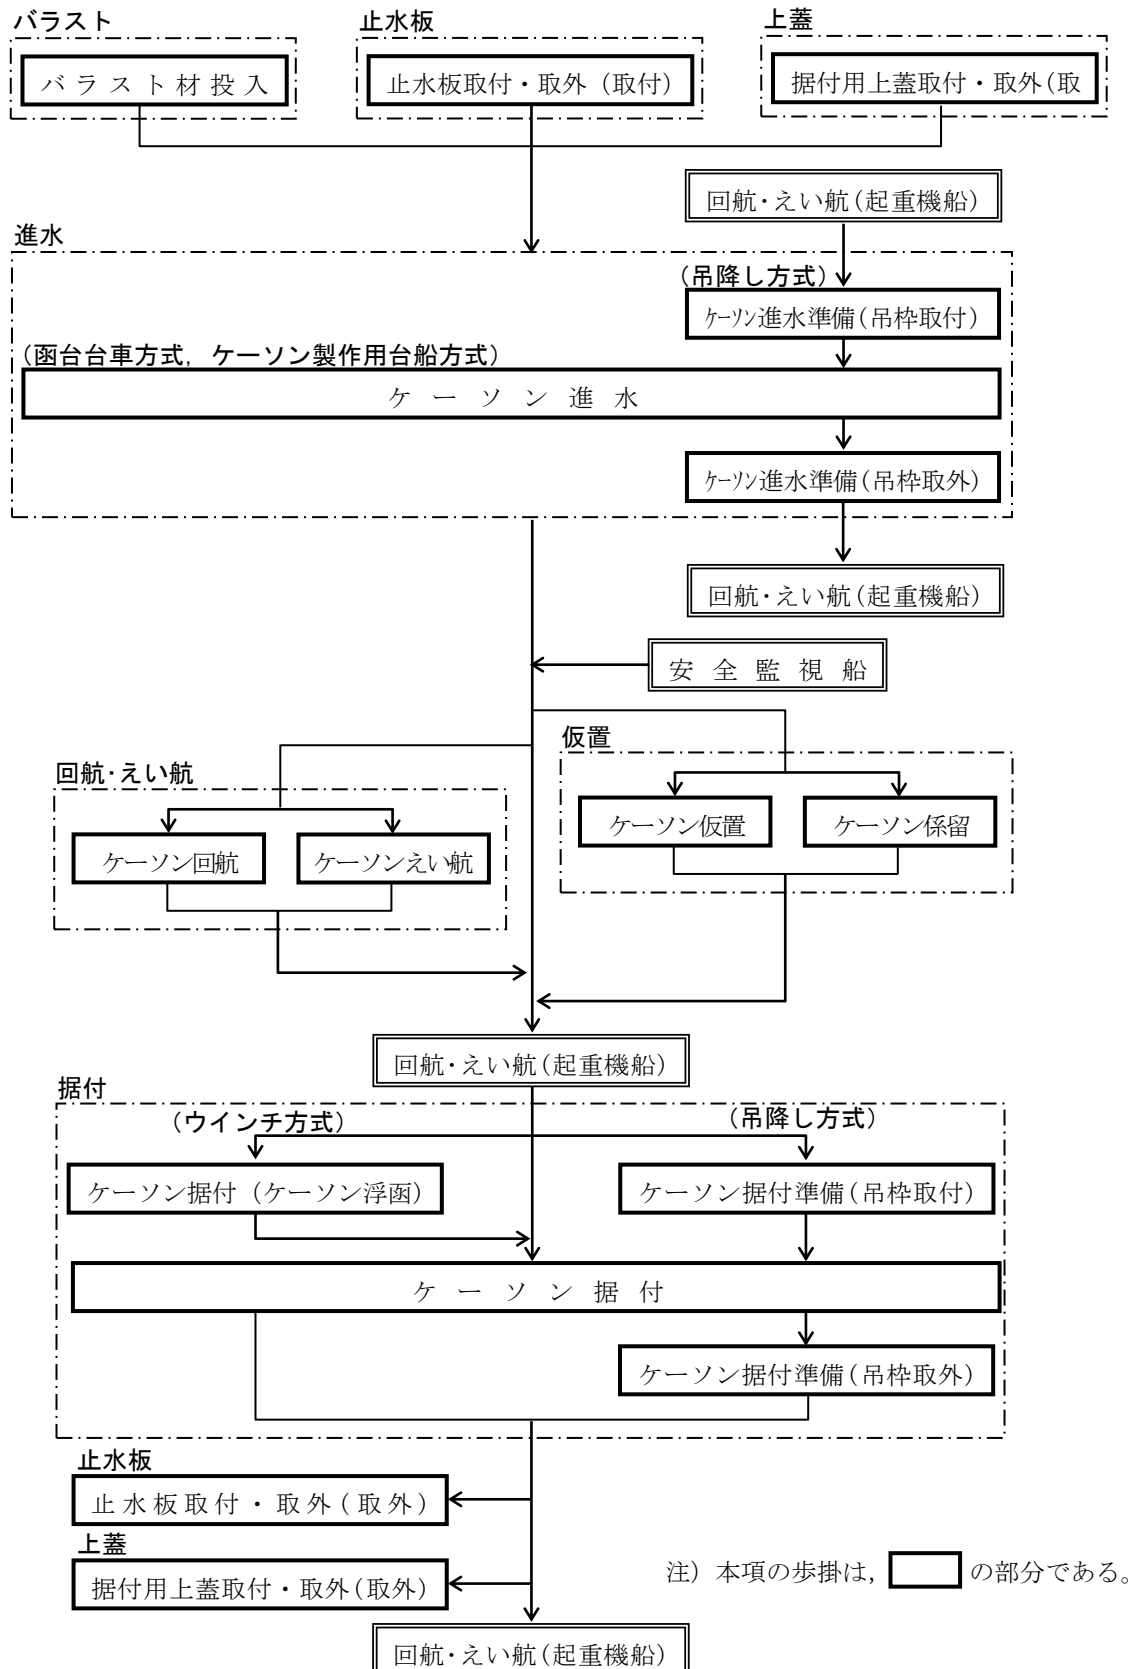 バラスト
止水板
上蓋
バラスト材投入
止水板取付・取外（取付）
据付用上蓋取付・取外(取
回航・えい航(起重機船)
進水
(吊降し方式)
ケーソン進水準備(吊枠取付)
(函台台車方式，ケーソン製作用台船方式)
ケーソン進水
ケーソン進水準備(吊枠取外)
回航・えい航(起重機船)
安全監視船
仮置
回航・えい航
ケーソン仮置
ケーソン係留
ケーソン回航
ケーソンえい航
回航・えい航(起重機船)
据付
(ウインチ方式)
(吊降し方式)
ケーソン据付（ケーソン浮函）
ケーソン据付準備(吊枠取付)
ケーソン据付
ケーソン据付準備(吊枠取外)
止水板
止水板取付・取外(取外)
上蓋
据付用上蓋取付・取外(取外)
注）本項の歩掛は， の部分である。
回航・えい航(起重機船)